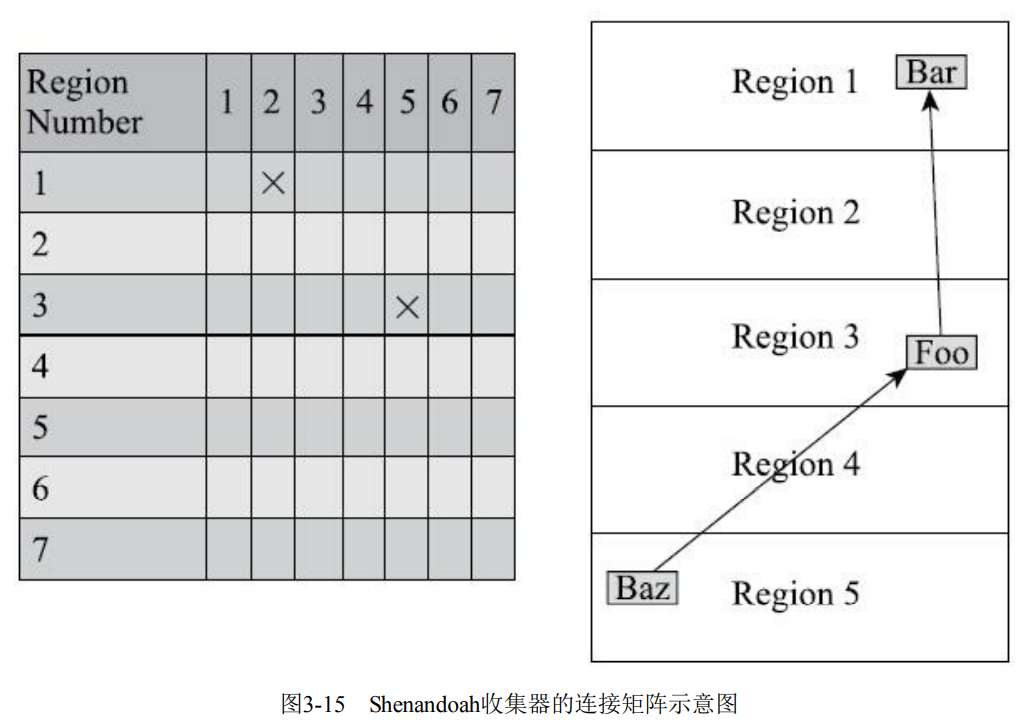 Region
Number 1 2 3 4 5 6 7
1 ×
2
3 ×
4
5
6
7
Region 1 Bar
Region 2
Region 3
Foo
Region 4
Baz Region 5
图3-15 Shenandoah收集器的连接矩阵示意图